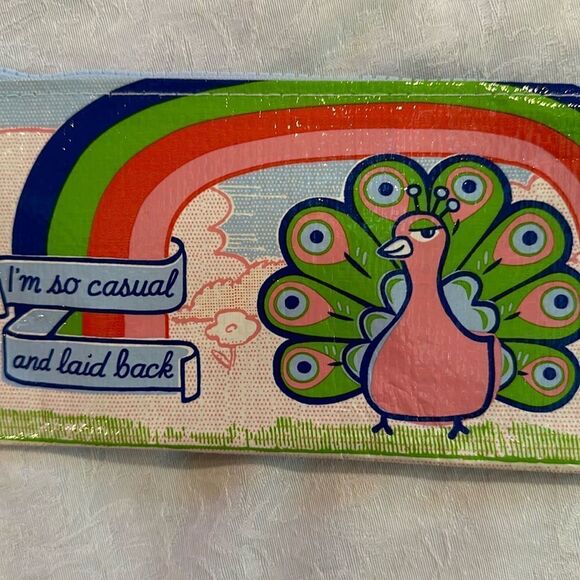 I'm so casual
and laid back